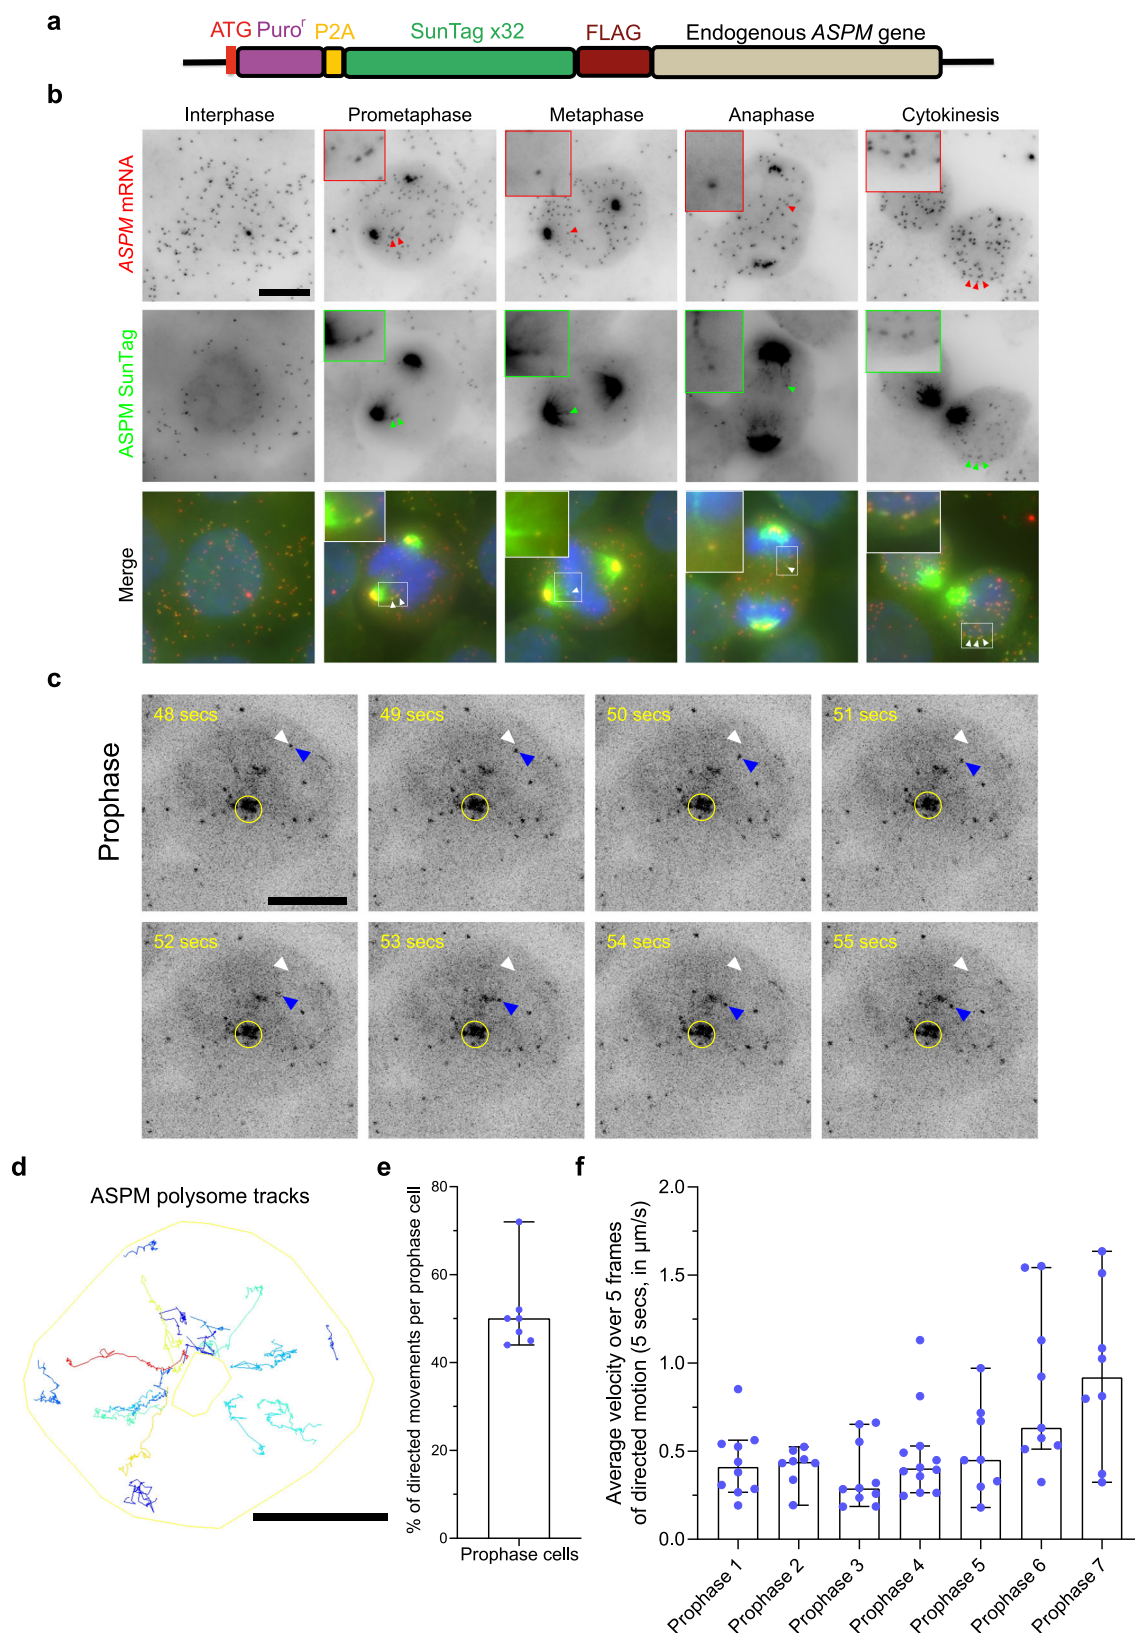 a
ATG Puroʳ P2A SunTag x32 FLAG Endogenous ASPM gene
b
Interphase Prometaphase Metaphase Anaphase Cytokinesis
ASPM mRNA
ASPM SunTag
Merge
c
Prophase
48 secs 49 secs 50 secs 51 secs
52 secs 53 secs 54 secs 55 secs
d
ASPM polysome tracks
e
% of directed movements per prophase cell
80
60
40
20
0
Prophase cells
f
Average velocity over 5 frames
of directed motion (5 secs, in µm/s)
2.0
1.5
1.0
0.5
0.0
Prophase 1
Prophase 2
Prophase 3
Prophase 4
Prophase 5
Prophase 6
Prophase 7